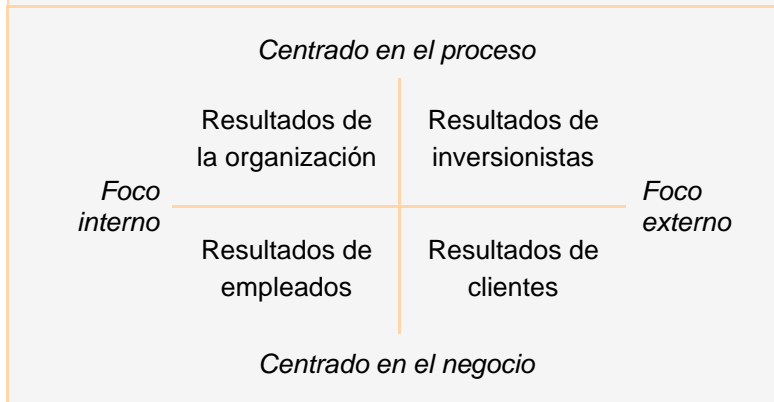 Centrado en el proceso
Resultados de
la organización
Resultados de
inversionistas
Foco
interno
Foco
externo
Resultados de
empleados
Resultados de
clientes
Centrado en el negocio